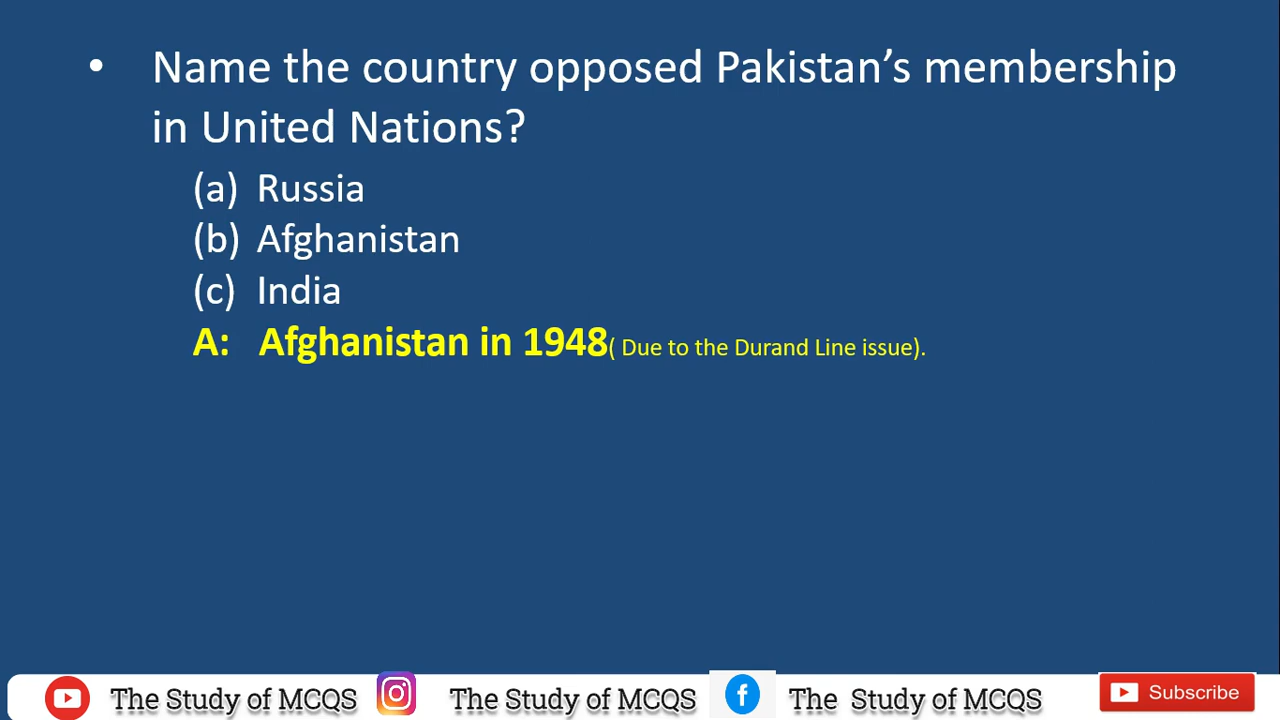 • Name the country opposed Pakistan’s membership
in United Nations?
(a) Russia
(b) Afghanistan
(c) India
A: Afghanistan in 1948( Due to the Durand Line issue).
The Study of MCQS The Study of MCQS The Study of MCQS Subscribe